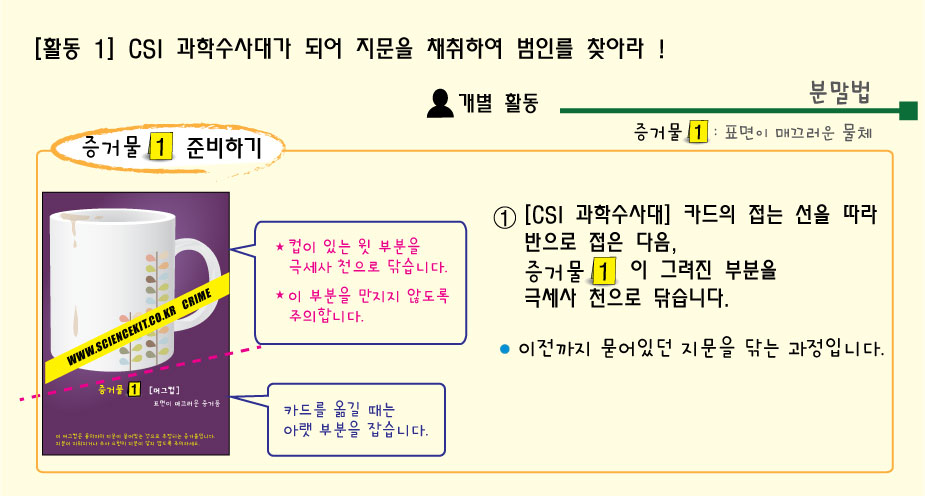 [활동 1] CSI 과학수사대가 되어 지문을 채취하여 범인를 찾아라 !
개별 활동
분말법
증거물 1 : 표면이 매끄러운 물체
증거물 1 준비하기
① [CSI 과학수사대] 카드의 접는 선을 따라
반으로 접은 다음,
증거물 1 이 그려진 부분을
극세사 천으로 닦습니다.
● 이전까지 묻어있던 지문을 닦는 과정입니다.
★ 컵이 있는 윗 부분을
극세사 천으로 닦습니다.
★ 이 부분을 만지지 않도록
주의합니다.
WWW.SCIENCEKIT.CO.KR CRIME
증거물 1 [머그컵]
표면이 매끄러운 증거물
카드를 옮길 때는
아랫 부분을 잡습니다.